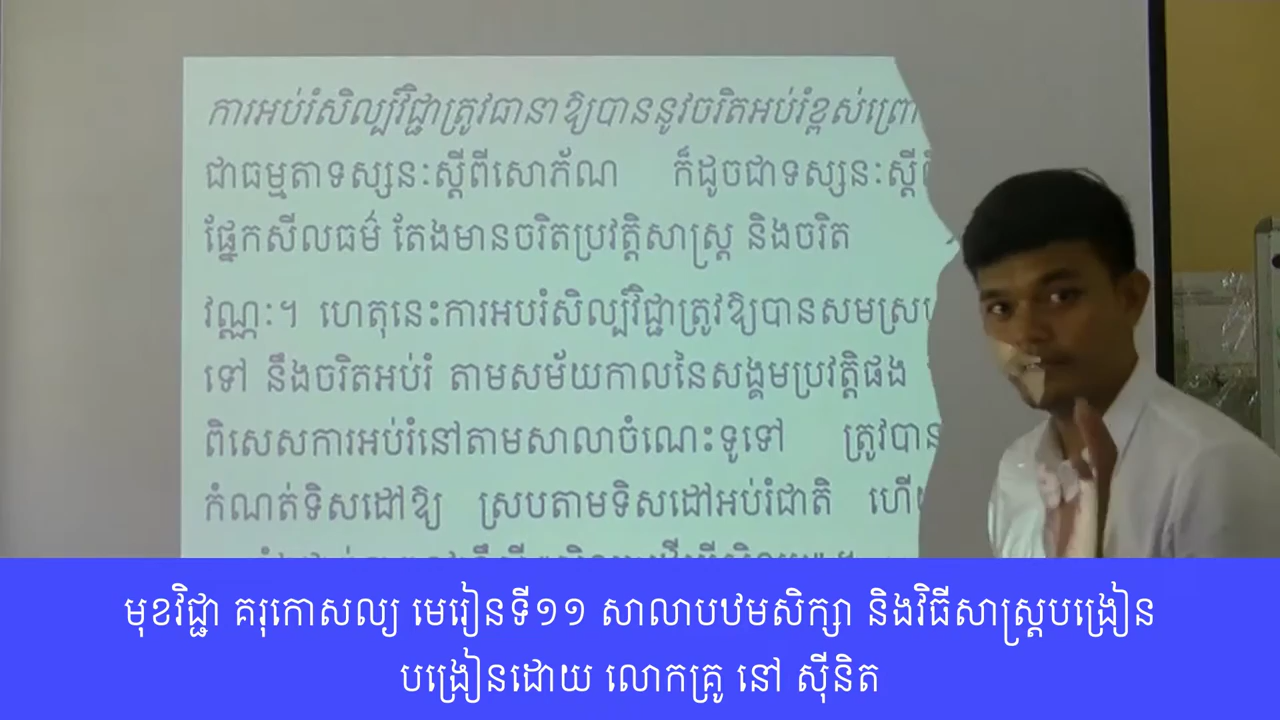 ការអប់រំសិល្បវិជ្ជាត្រូវធានាឱ្យបាននូវចរិតអប់រំខ្ពស់ព្រោ
ជាធម្មតាទស្សនៈស្ដីពីសោភ័ណ ក៏ដូចជាទស្សនៈស្ដី
ផ្នែកសីលធម៌ តែងមានចរិតប្រវត្តិសាស្ត្រ និងចរិត
វណ្ណៈ។ ហេតុនេះការអបរំសិល្បវិជ្ជាត្រូវឱ្យបានសមស្រប
ទៅ នឹងចរិតអប់រំ តាមសម័យកាលនៃសង្គមប្រវត្តិផង
ពិសេសការអប់រំនៅតាមសាលាចំណេះទូទៅ ត្រូវបាន
កំណត់ទិសដៅឱ្យ ស្របតាមទិសដៅអប់រំជាតិ ហើយ
មុខវិជ្ជា គរុកោសល្យ មេរៀនទី១១ សាលាបឋមសិក្សា និងវិធីសាស្ត្របង្រៀន
បង្រៀនដោយ លោកគ្រូ នៅ ស៊ីនិត